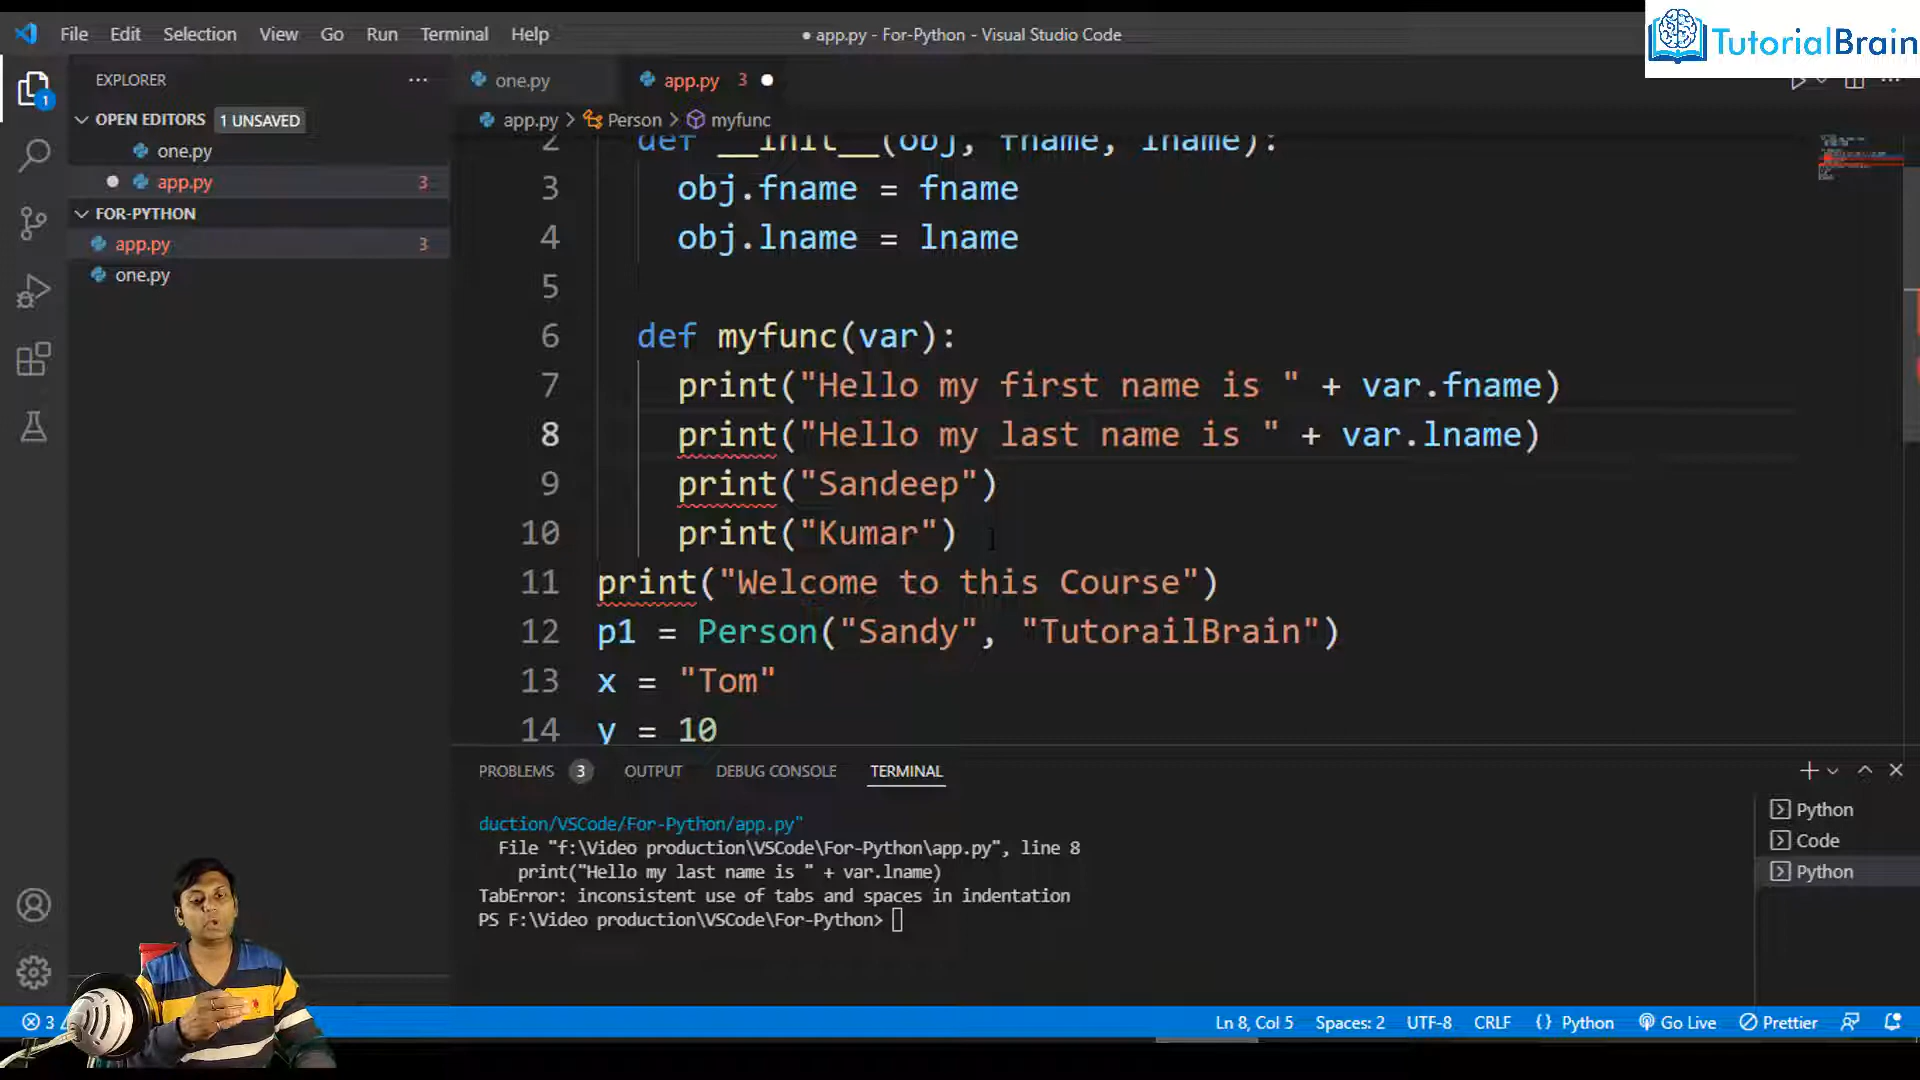 File Edit Selection View Go Run Terminal Help
● app.py - For-Python - Visual Studio Code
TutorialBrain
EXPLORER
OPEN EDITORS 1 UNSAVED
one.py
app.py 3
FOR-PYTHON
app.py 3
one.py
1
one.py app.py 3
app.py > Person > myfunc
2 def __init__(obj, fname, lname):
3 obj.fname = fname
4 obj.lname = lname
5
6 def myfunc(var):
7 print("Hello my first name is " + var.fname)
8 print("Hello my last name is " + var.lname)
9 print("Sandeep")
10 print("Kumar")
11 print("Welcome to this Course")
12 p1 = Person("Sandy", "TutorailBrain")
13 x = "Tom"
14 y = 10
PROBLEMS 3 OUTPUT DEBUG CONSOLE TERMINAL
duction/VSCode/For-Python/app.py"
File "f:\Video production\VSCode\For-Python\app.py", line 8
print("Hello my last name is " + var.lname)
TabError: inconsistent use of tabs and spaces in indentation
PS F:\Video production\VSCode\For-Python>
Python
Code
Python
3
Ln 8, Col 5 Spaces: 2 UTF-8 CRLF {} Python Go Live Prettier